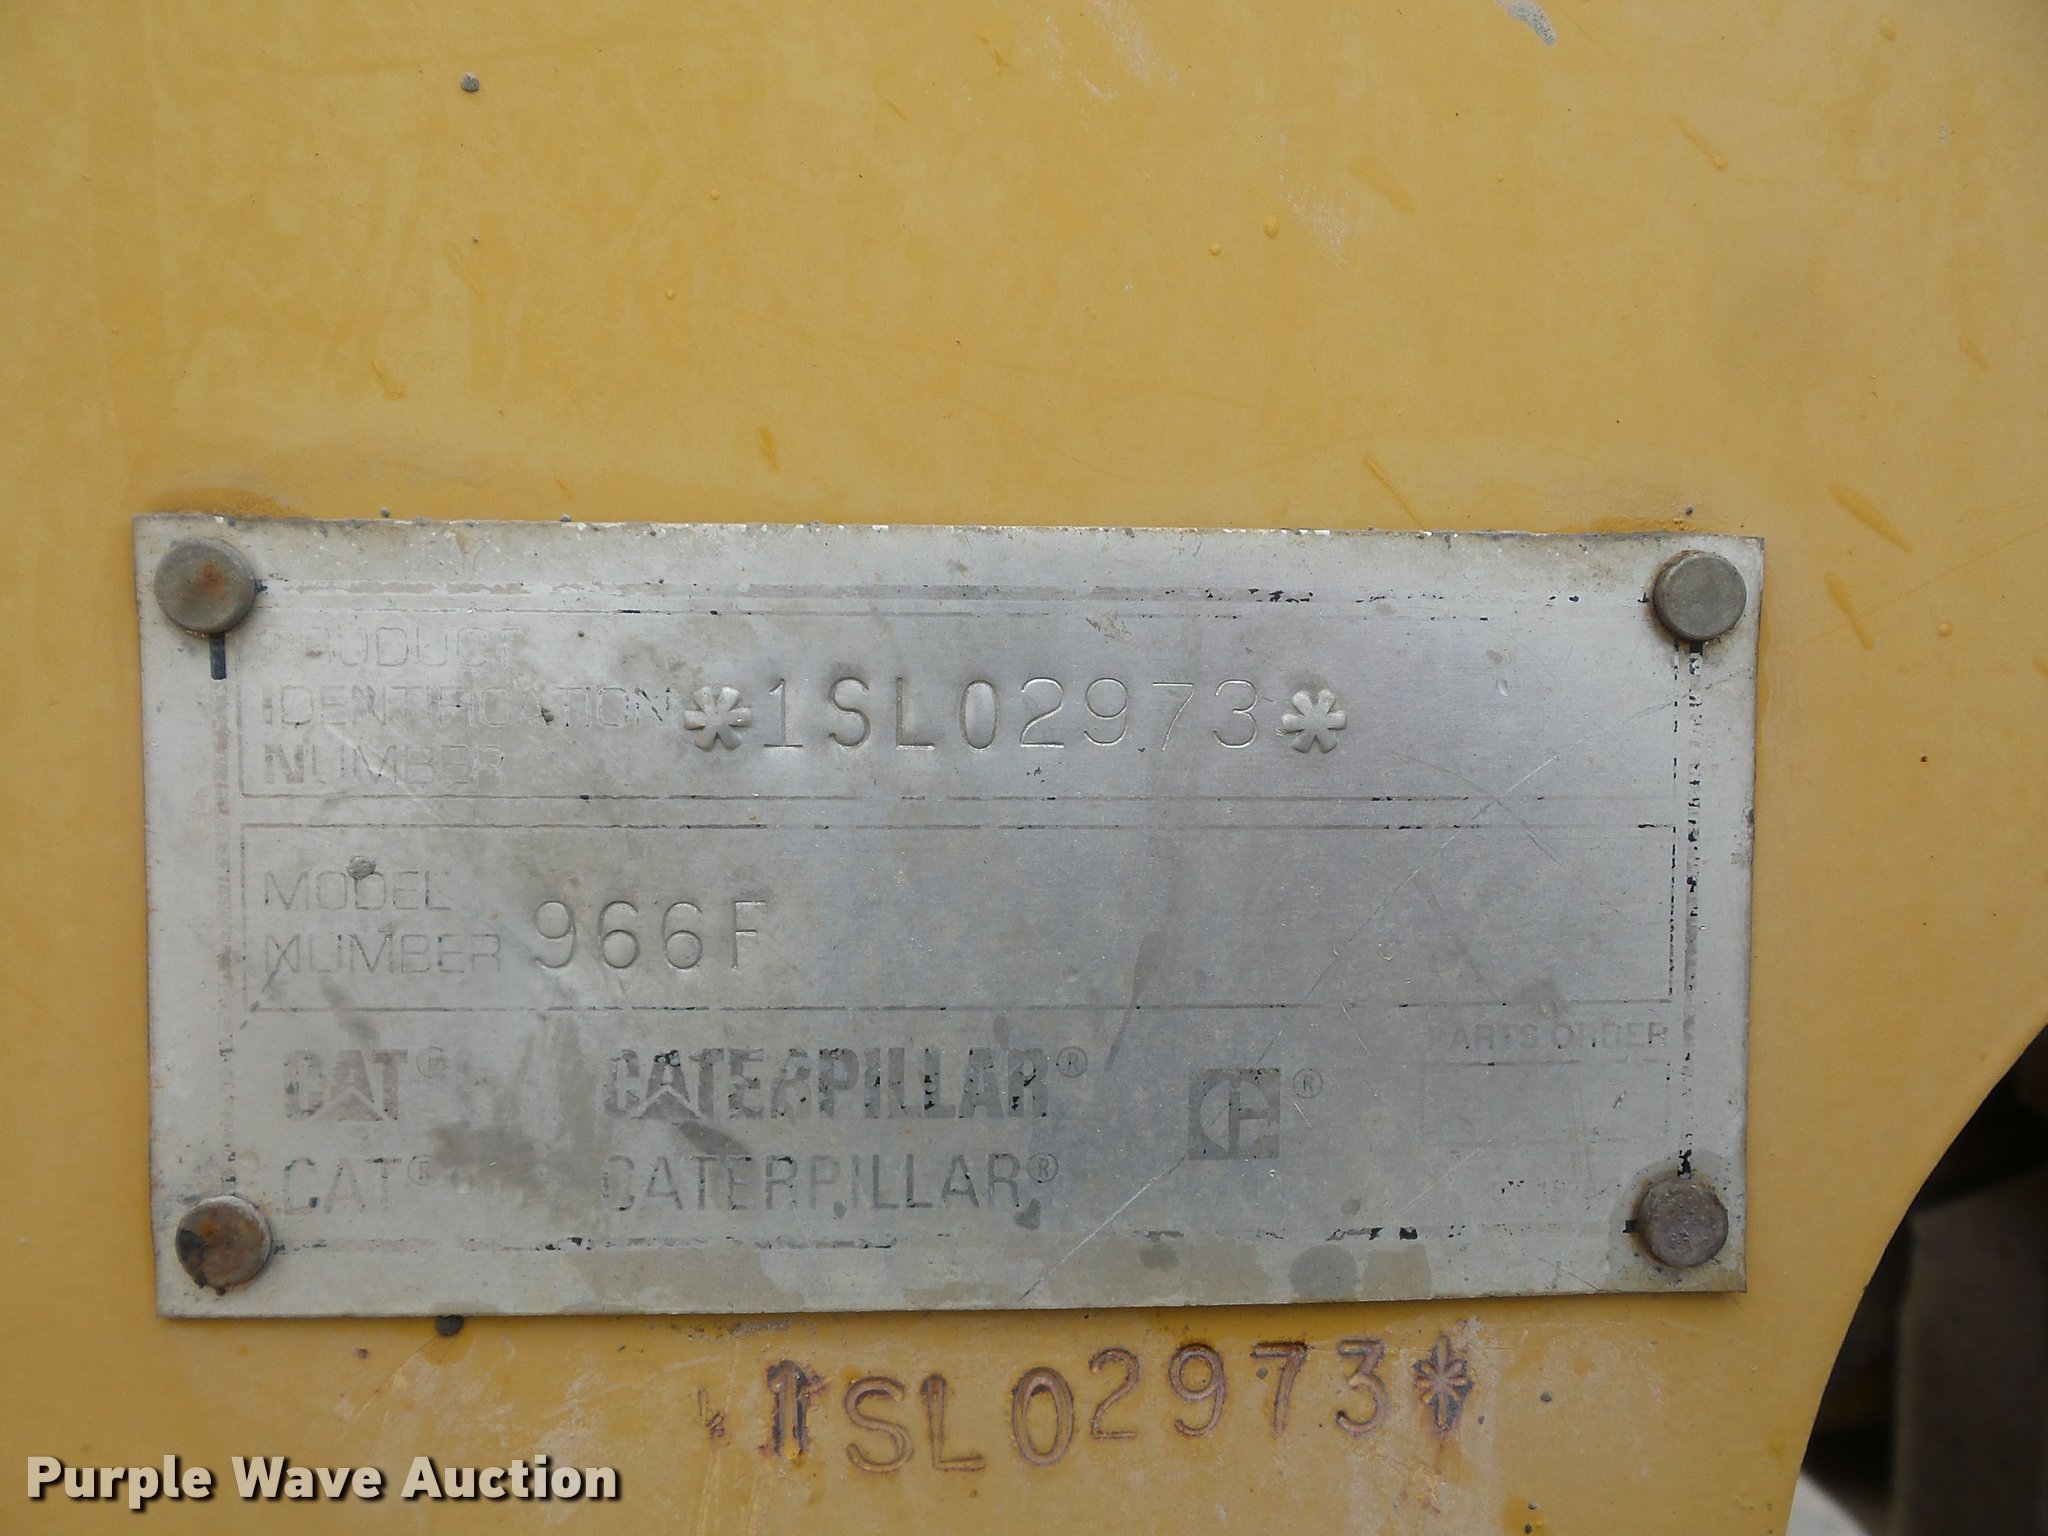 PRODUCT
IDENTIFICATION
NUMBER
*1SL02973*
MODEL
NUMBER
966F
CAT® CATERPILLAR® ®
PARTS ORDER
CAT® CATERPILLAR®
1SL02973*
Purple Wave Auction